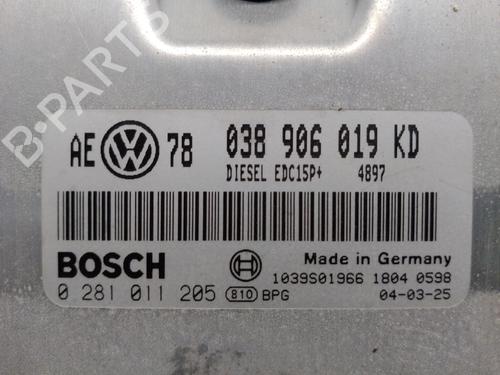 B-PARTS
AE VW 78 038 906 019 KD
DIESEL EDC15P+ 4897
BOSCH
Made in Germany
1039S01966 1804 0598
0 281 011 205 810 BPG 04-03-25